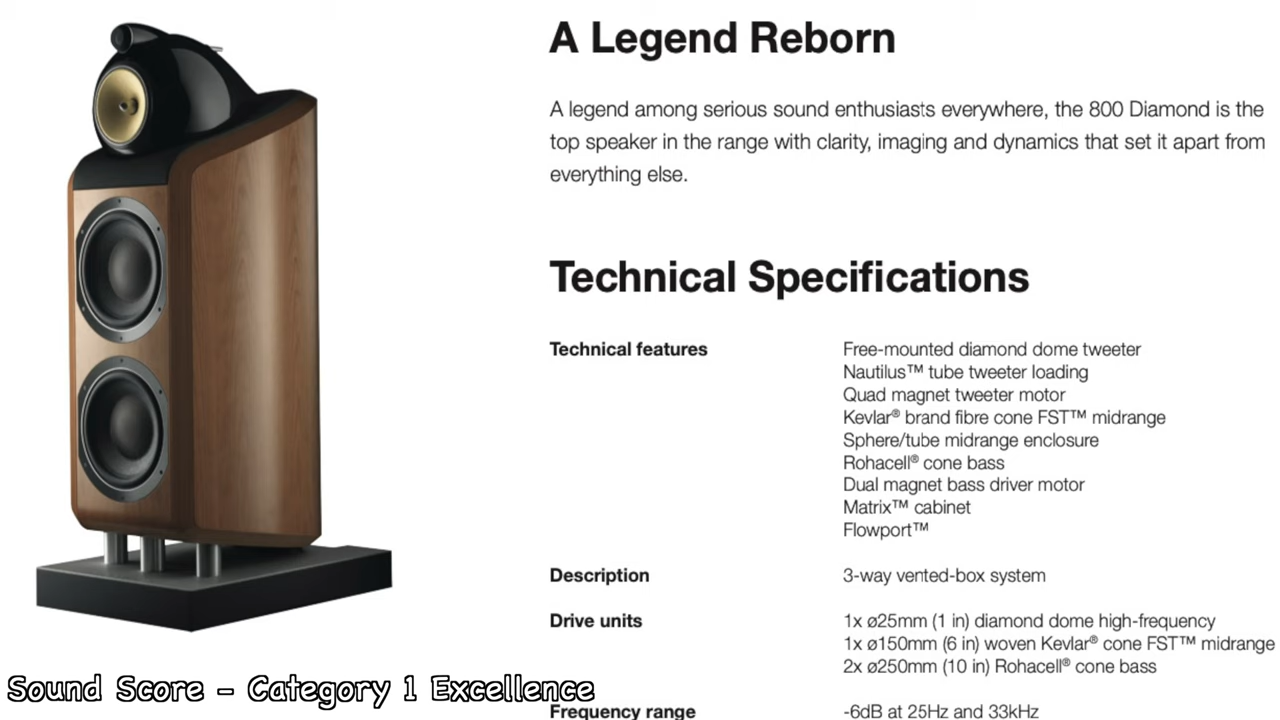 A Legend Reborn
A legend among serious sound enthusiasts everywhere, the 800 Diamond is the
top speaker in the range with clarity, imaging and dynamics that set it apart from
everything else.
Technical Specifications
Technical features
Free-mounted diamond dome tweeter
Nautilus™ tube tweeter loading
Quad magnet tweeter motor
Kevlar® brand fibre cone FST™ midrange
Sphere/tube midrange enclosure
Rohacell® cone bass
Dual magnet bass driver motor
Matrix™ cabinet
Flowport™
Description
3-way vented-box system
Drive units
1x ø25mm (1 in) diamond dome high-frequency
1x ø150mm (6 in) woven Kevlar® cone FST™ midrange
2x ø250mm (10 in) Rohacell® cone bass
Frequency range
-6dB at 25Hz and 33kHz
Sound Score - Category 1 Excellence